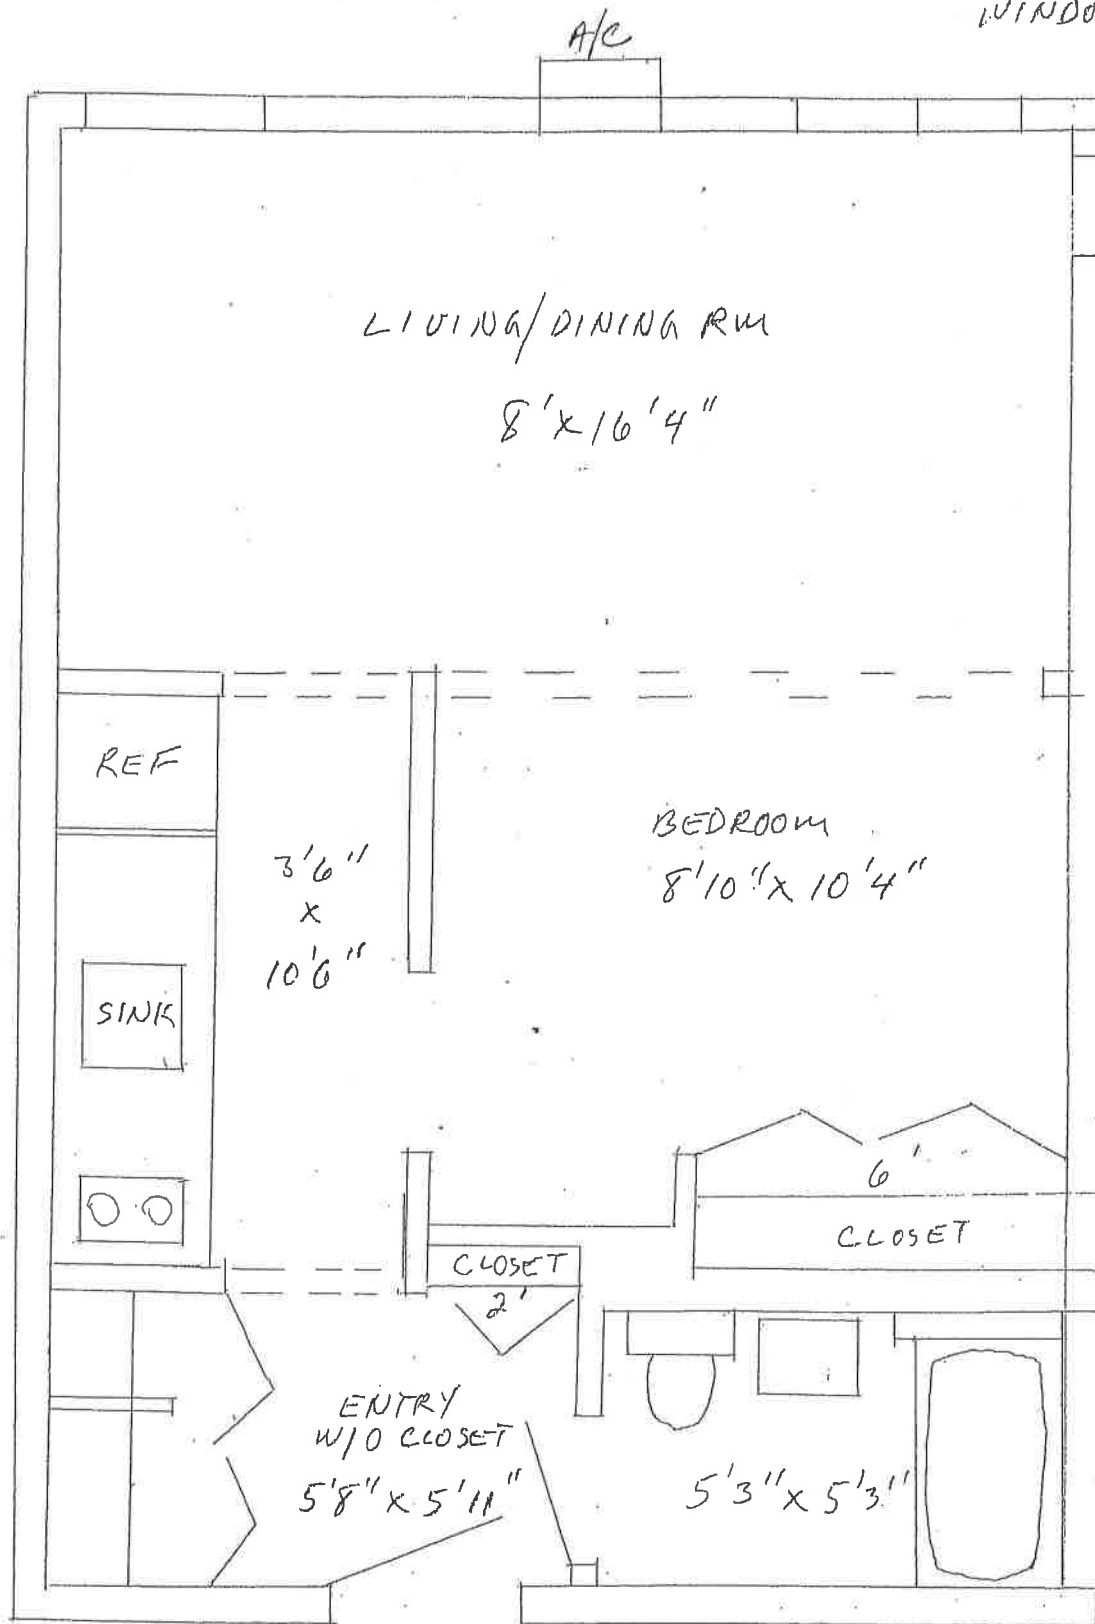 A/C
WINDO
LIVING/DINING RM
8'X16'4"
REF
BEDROOM
8'10"X 10'4"
3'6"
X
10'6"
SINK
6'
CLOSET
CLOSET
2'
ENTRY
W/O CLOSET
5'8" X 5'11"
5'3" X 5'3"